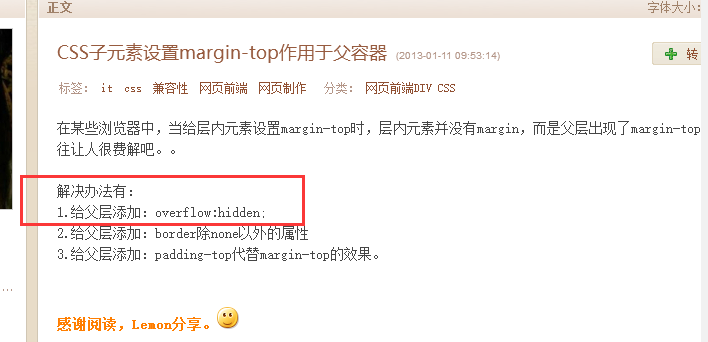 正文 字体大小:
CSS子元素设置margin-top作用于父容器 (2013-01-11 09:53:14)
转
标签: it css 兼容性 网页前端 网页制作 分类: 网页前端DIV CSS
在某些浏览器中，当给层内元素设置margin-top时，层内元素并没有margin，而是父层出现了margin-top
往让人很费解吧。。
解决办法有：
1.给父层添加：overflow:hidden;
2.给父层添加：border除none以外的属性
3.给父层添加：padding-top代替margin-top的效果。
...
感谢阅读，Lemon分享。